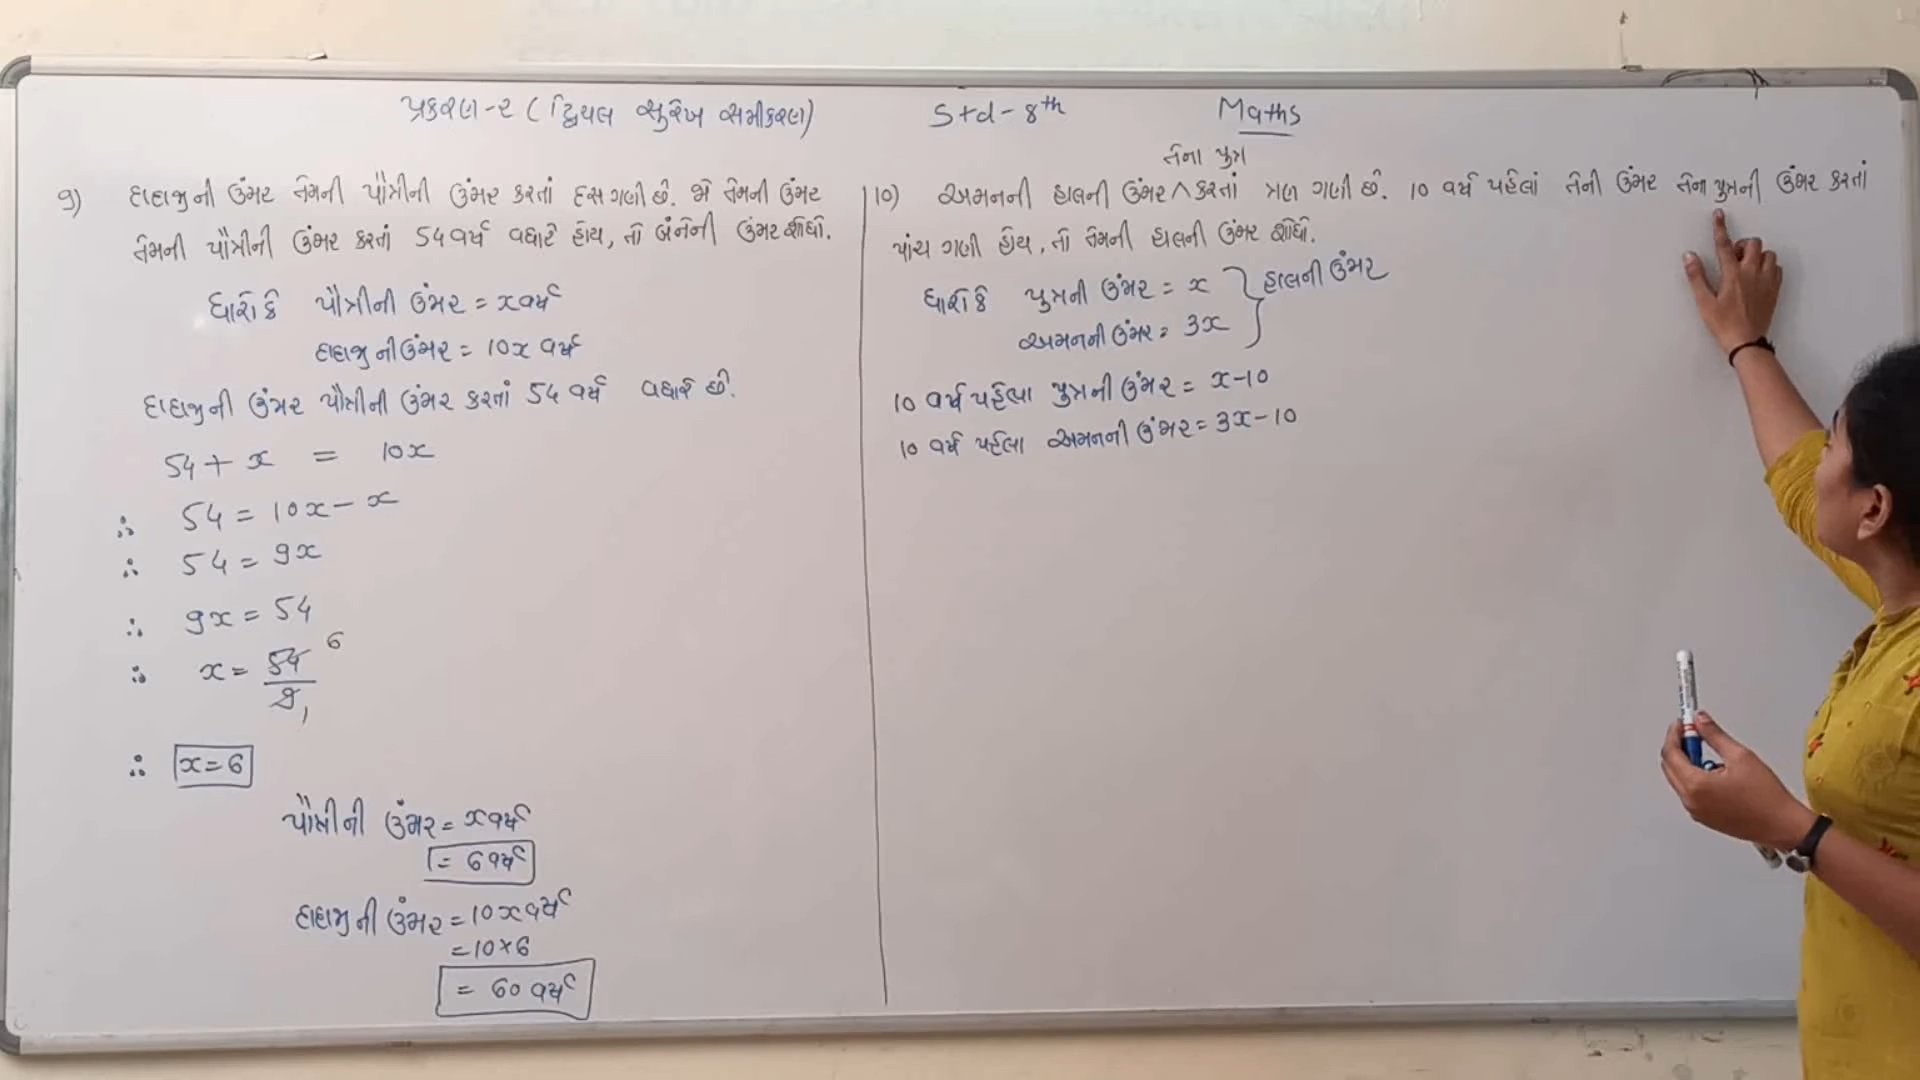 પ્રકરણ-૨ ( દ્વિચલ સુરેખ સમીકરણ)
Std-8th
Maths
9) દાદાજીની ઉંમર તેમની પૌત્રીની ઉંમર કરતાં દસ ગણી છે. જો તેમની ઉંમર
તેમની પૌત્રીની ઉંમર કરતાં 54 વર્ષ વધારે હોય, તો બંનેની ઉંમર શોધો.
ધારો કે પૌત્રીની ઉંમર = x વર્ષ
દાદાજીની ઉંમર = 10x વર્ષ
દાદાજીની ઉંમર પૌત્રીની ઉંમર કરતાં 54 વર્ષ વધારે છે.
54 + x = 10x
∴ 54 = 10x - x
∴ 54 = 9x
∴ 9x = 54
∴ x = 54/9 6 1
∴ x = 6
પૌત્રીની ઉંમર = x વર્ષ
= 6 વર્ષ
દાદાજીની ઉંમર = 10x વર્ષ
= 10 × 6
= 60 વર્ષ
તેના પુત્ર
10) અમનની હાલની ઉંમર ^ કરતાં ત્રણ ગણી છે. 10 વર્ષ પહેલાં તેની ઉંમર તેના પુત્રની ઉંમર કરતાં
પાંચ ગણી હોય, તો તેમની હાલની ઉંમર શોધો.
ધારો કે પુત્રની ઉંમર = x } હાલની ઉંમર
અમનની ઉંમર = 3x
10 વર્ષ પહેલા પુત્રની ઉંમર = x-10
10 વર્ષ પહેલા અમનની ઉંમર = 3x-10